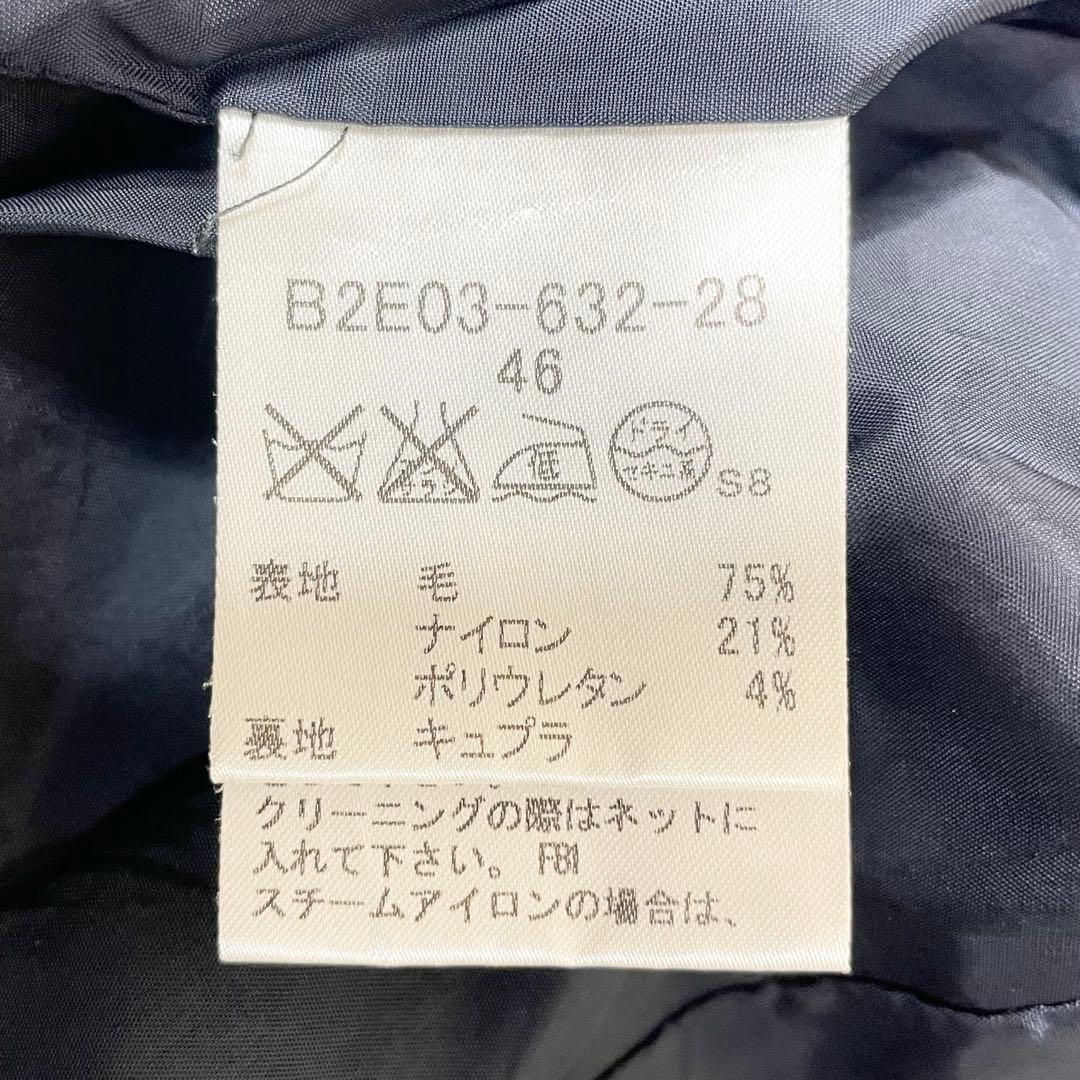 B2E03-632-28
46
低
ドライ
セキユ系
S8
表地 毛 75%
ナイロン 21%
ポリウレタン 4%
裏地 キュプラ
クリーニングの際はネットに
入れて下さい。 FB1
スチームアイロンの場合は、